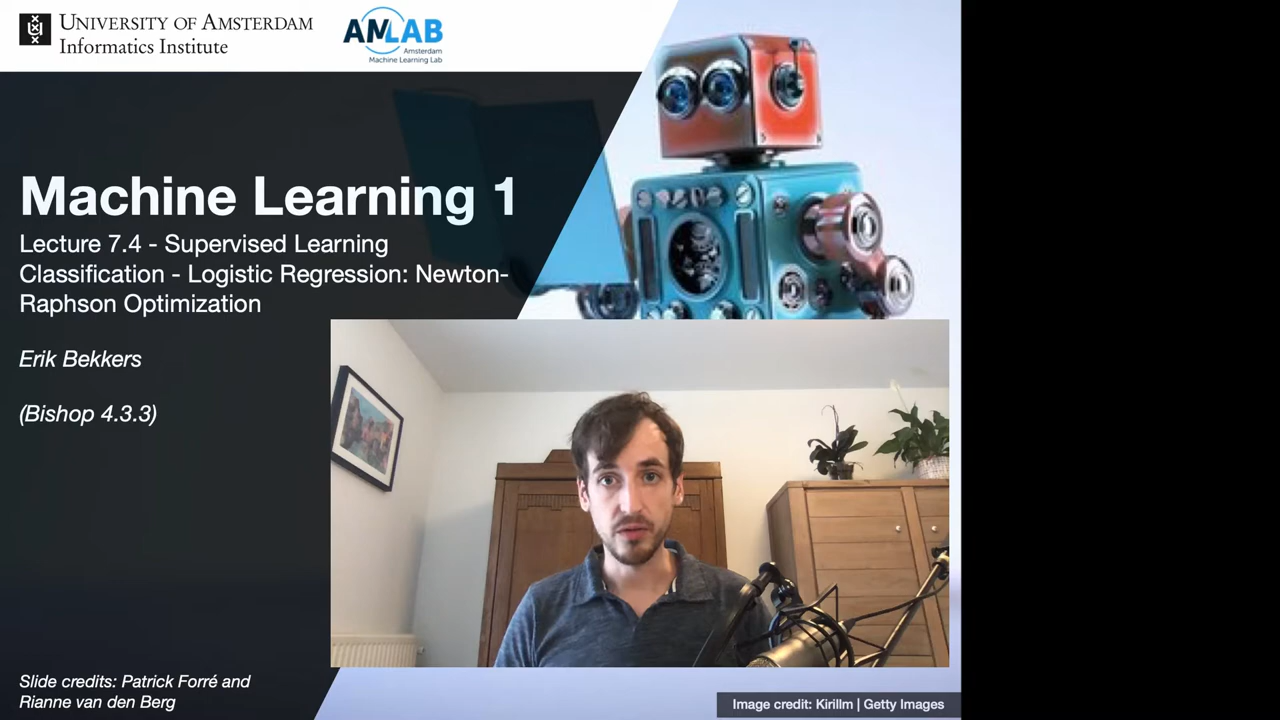 UNIVERSITY OF AMSTERDAM
Informatics Institute
AMLAB
Amsterdam
Machine Learning Lab
Machine Learning 1
Lecture 7.4 - Supervised Learning
Classification - Logistic Regression: Newton-
Raphson Optimization
Erik Bekkers
(Bishop 4.3.3)
Slide credits: Patrick Forré and
Rianne van den Berg
Image credit: Kirillm | Getty Images